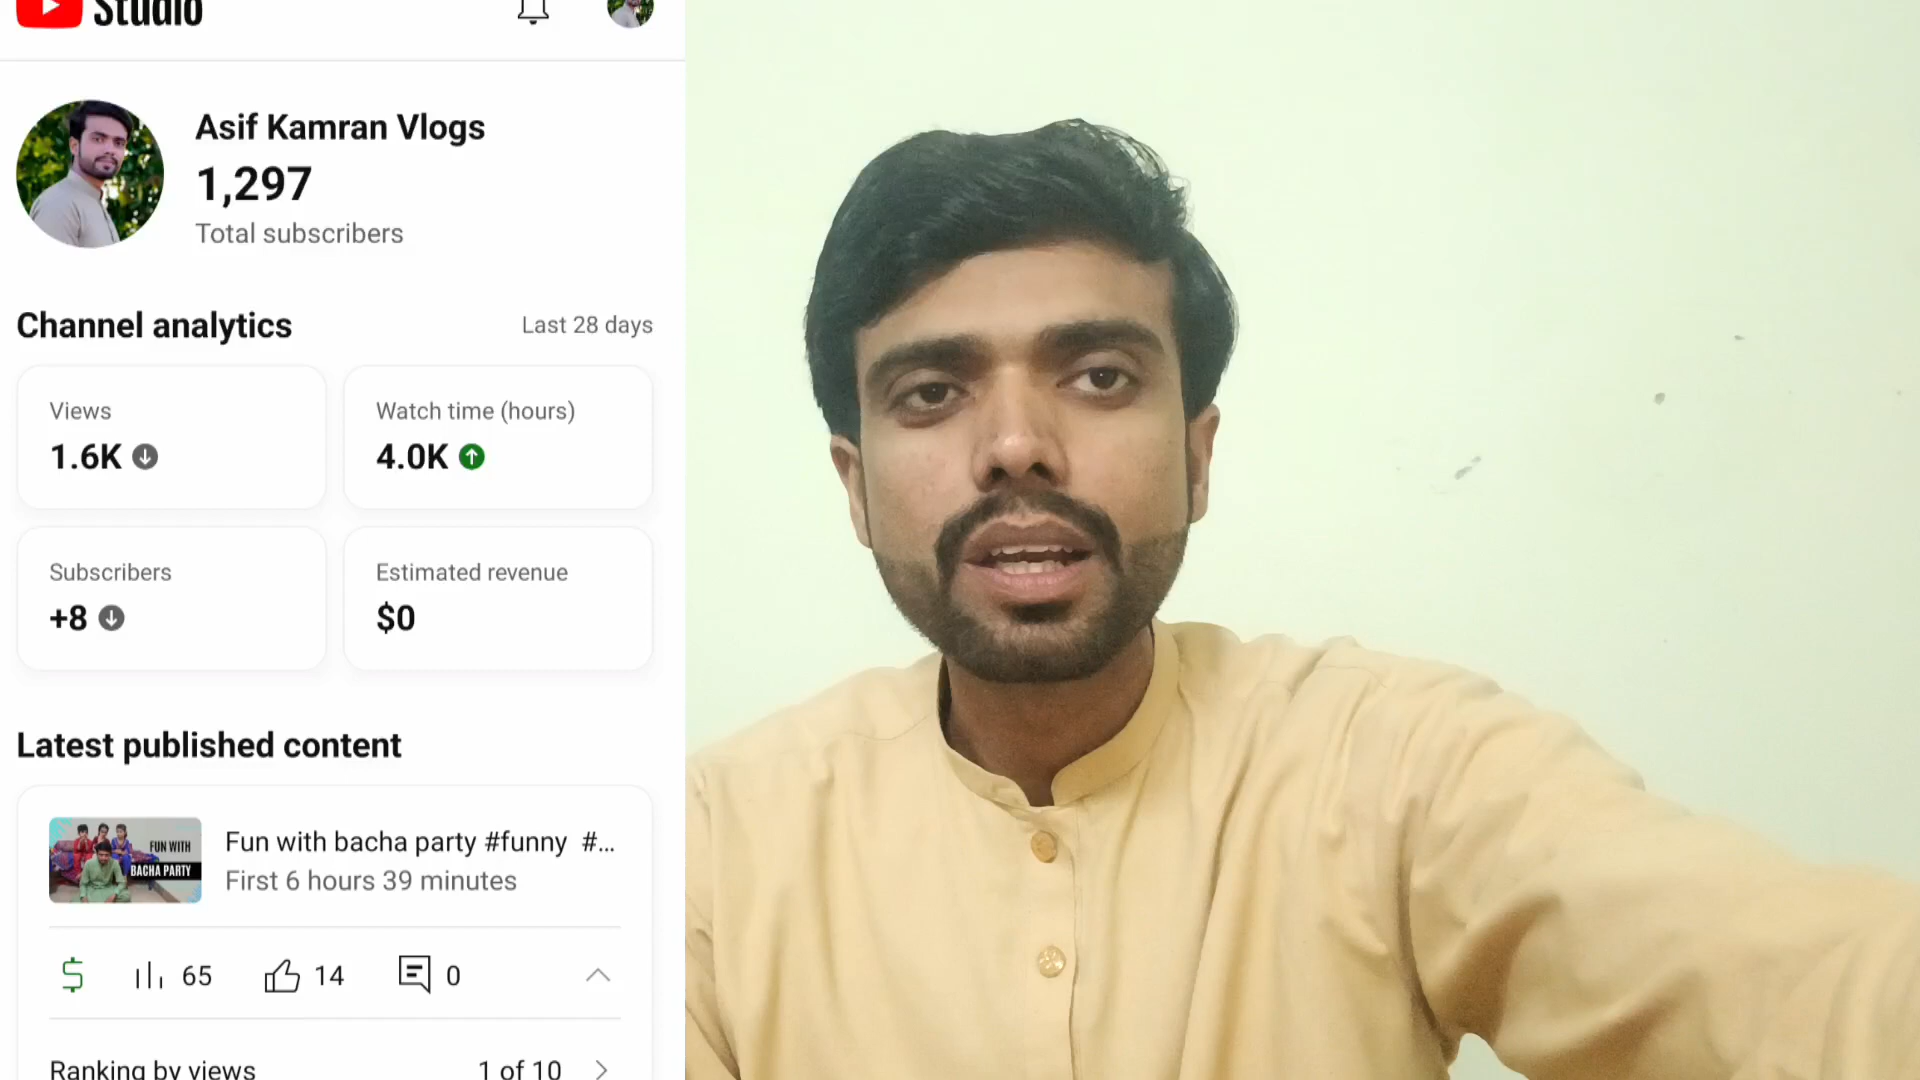 Studio
Asif Kamran Vlogs
1,297
Total subscribers
Channel analytics
Last 28 days
Views
1.6K
Watch time (hours)
4.0K
Subscribers
+8
Estimated revenue
$0
Latest published content
FUN WITH
BACHA PARTY
Fun with bacha party #funny #...
First 6 hours 39 minutes
$
65
14
0
Ranking by views
1 of 10